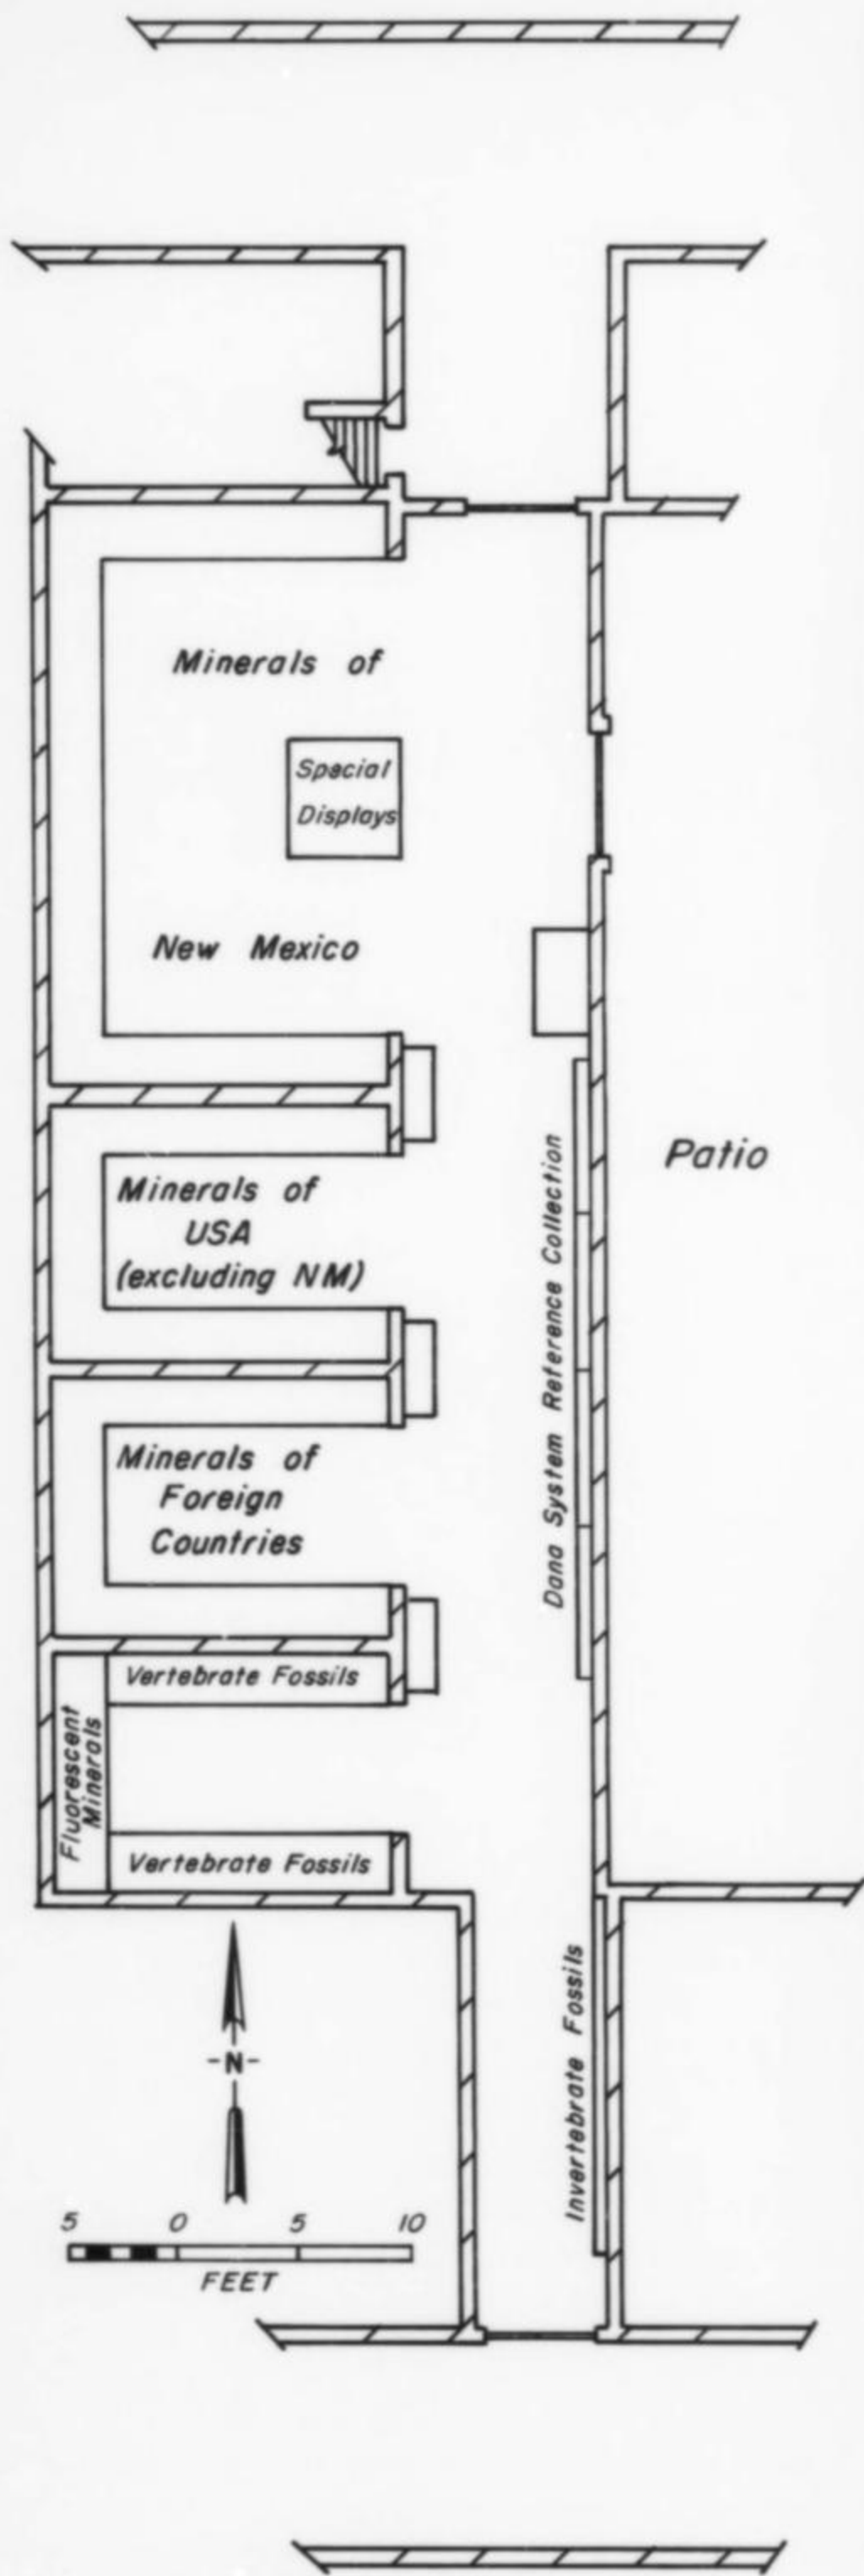 Minerals of
Special
Displays
New Mexico
Patio
Dana System Reference Collection
Minerals of
USA
(excluding NM)
Minerals of
Foreign
Countries
Vertebrate Fossils
Fluorescent
Minerals
Vertebrate Fossils
Invertebrate Fossils
-N-
5 0 5 10
FEET